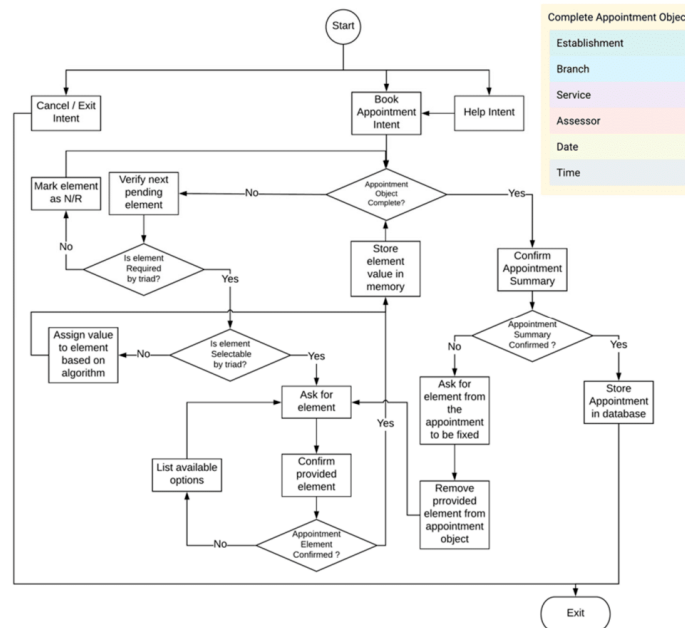 Start
Complete Appointment Objec
Establishment
Branch
Service
Assessor
Date
Time
Cancel / Exit
Intent
Book
Appointment
Intent
Help Intent
Mark element
as N/R
Verify next
pending
element
No
Appointment
Object
Complete?
Yes
No
Is element
Required
by triad?
Yes
Store
element
value in
memory
Confirm
Appointment
Summary
Assign value
to element
based on
algorithm
No
Is element
Selectable
by triad?
Yes
Appointment
Summary
Confirmed ?
No
Yes
Ask for
element
Yes
Ask for
element from
the
appointment
to be fixed
Store
Appointment
in database
List available
options
Confirm
provided
element
Remove
prrovided
element from
appointment
object
No
Appointment
Element
Confirmed ?
Exit